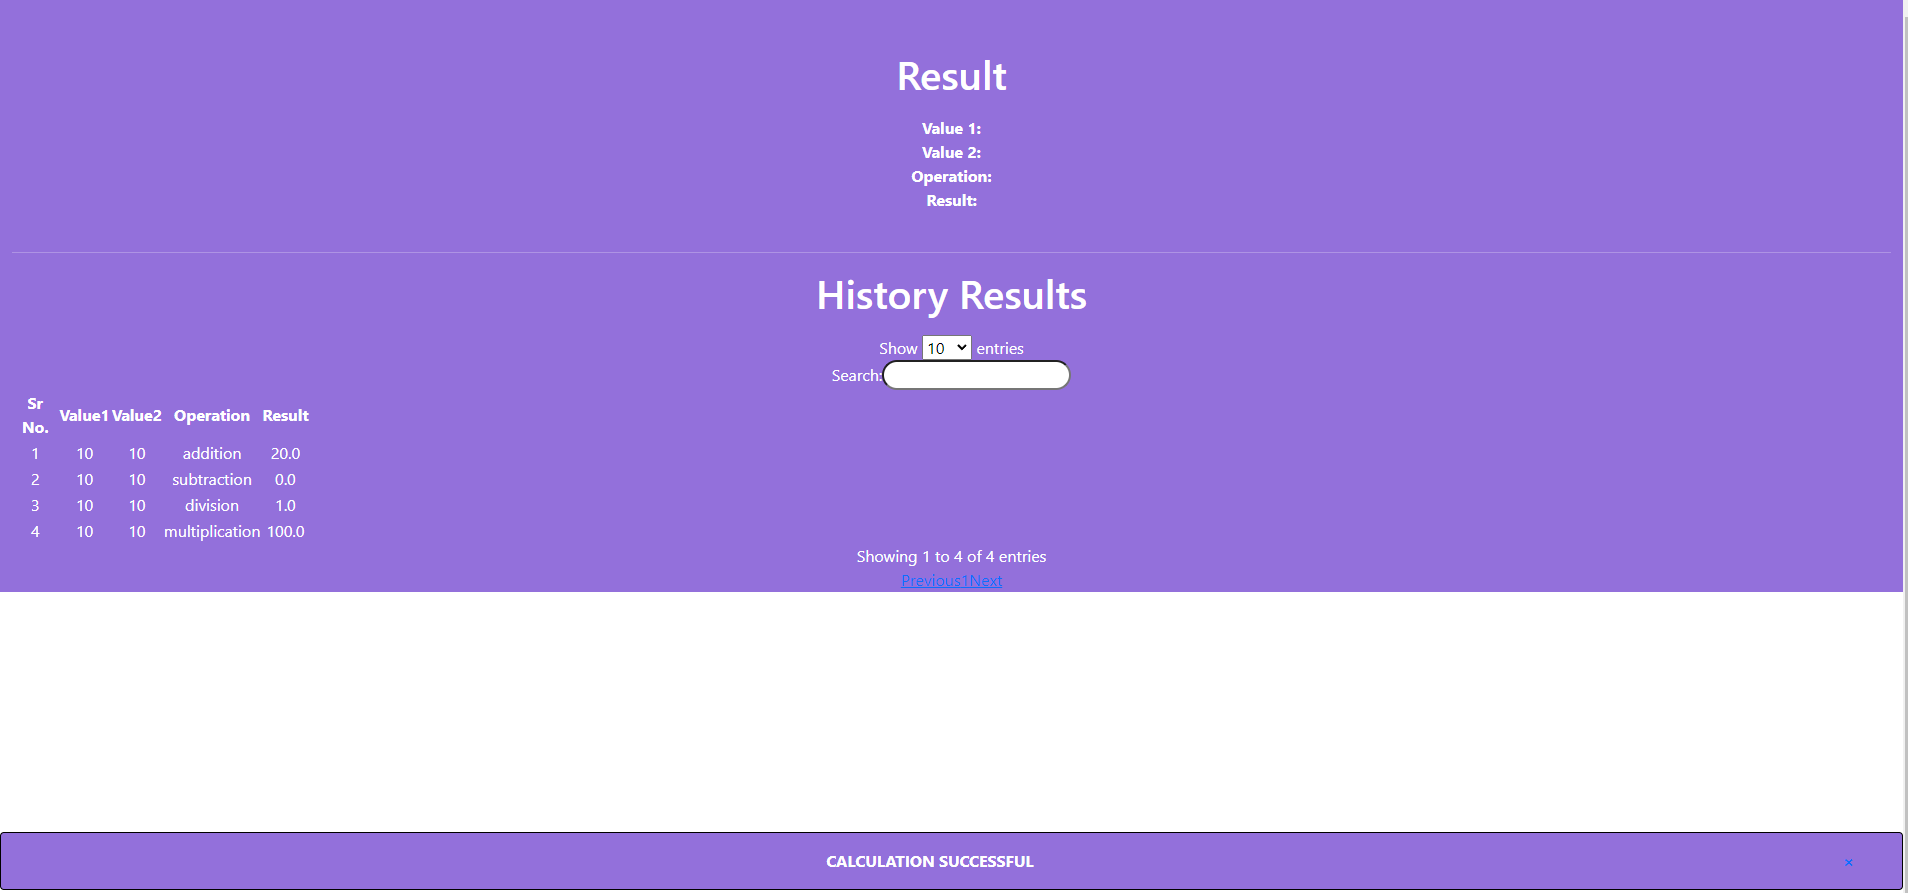 Result
Value 1:
Value 2:
Operation:
Result:
History Results
Show 10 entries
Search:
Sr No. Value1 Value2 Operation Result
1 10 10 addition 20.0
2 10 10 subtraction 0.0
3 10 10 division 1.0
4 10 10 multiplication 100.0
Showing 1 to 4 of 4 entries
Previous1Next
CALCULATION SUCCESSFUL ×